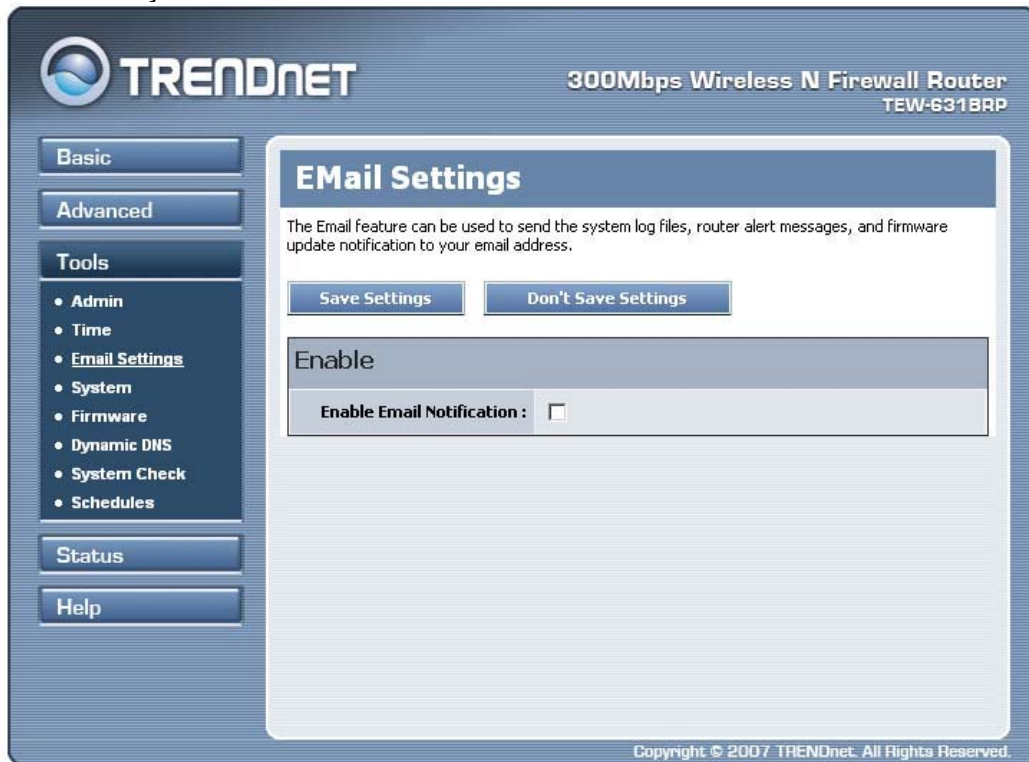 TRENDNET
300Mbps Wireless N Firewall Router
TEW-631BRP
Basic
Advanced
Tools
• Admin
• Time
• Email Settings
• System
• Firmware
• Dynamic DNS
• System Check
• Schedules
Status
Help
EMail Settings
The Email feature can be used to send the system log files, router alert messages, and firmware
update notification to your email address.
Save Settings
Don't Save Settings
Enable
Enable Email Notification :
Copyright © 2007 TRENDnet. All Rights Reserved.